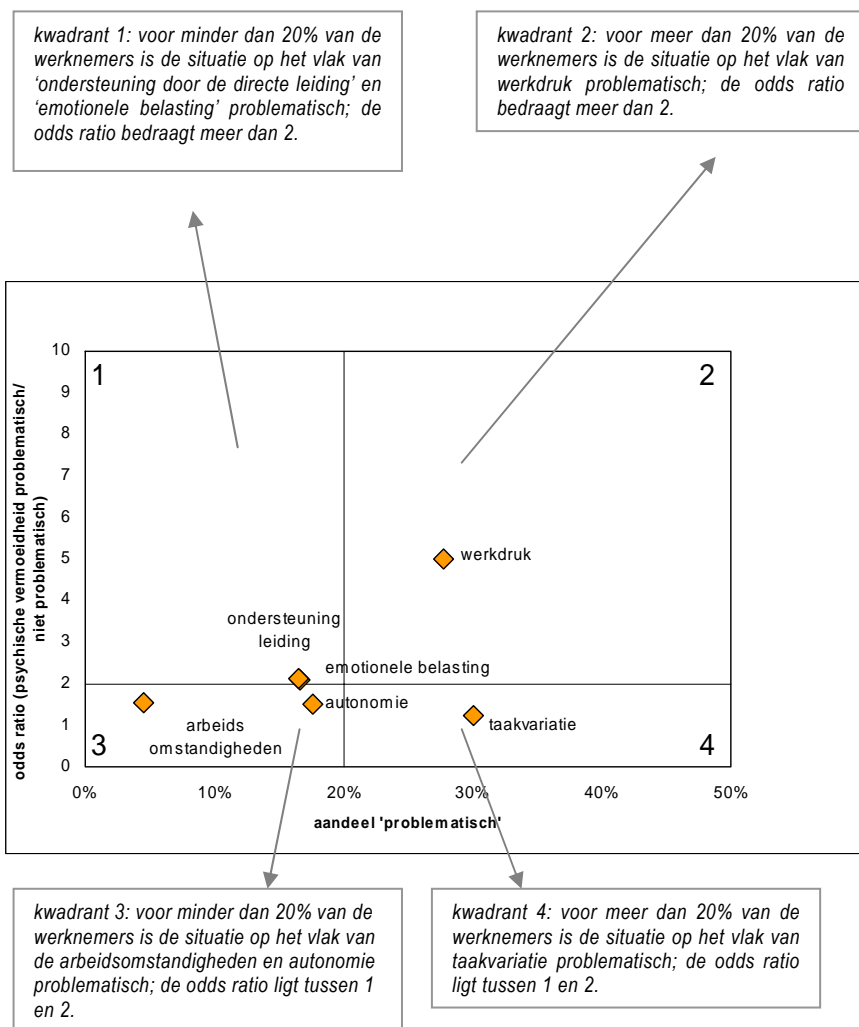 kwadrant 1: voor minder dan 20% van de
werknemers is de situatie op het vlak van
‘ondersteuning door de directe leiding’ en
‘emotionele belasting’ problematisch; de
odds ratio bedraagt meer dan 2.
kwadrant 2: voor meer dan 20% van de
werknemers is de situatie op het vlak van
werkdruk problematisch; de odds ratio
bedraagt meer dan 2.
odds ratio (psychische vermoeidheid problematisch/
niet problematisch)
10
9
8
7
6
5
4
3
2
1
0
1
2
werkdruk
ondersteuning
leiding
emotionele belasting
autonomie
arbeids
omstandigheden
taakvariatie
3
4
0%
10%
20%
30%
40%
50%
aandeel 'problematisch'
kwadrant 3: voor minder dan 20% van de
werknemers is de situatie op het vlak van
de arbeidsomstandigheden en autonomie
problematisch; de odds ratio ligt tussen 1
en 2.
kwadrant 4: voor meer dan 20% van de
werknemers is de situatie op het vlak van
taakvariatie problematisch; de odds ratio
ligt tussen 1 en 2.